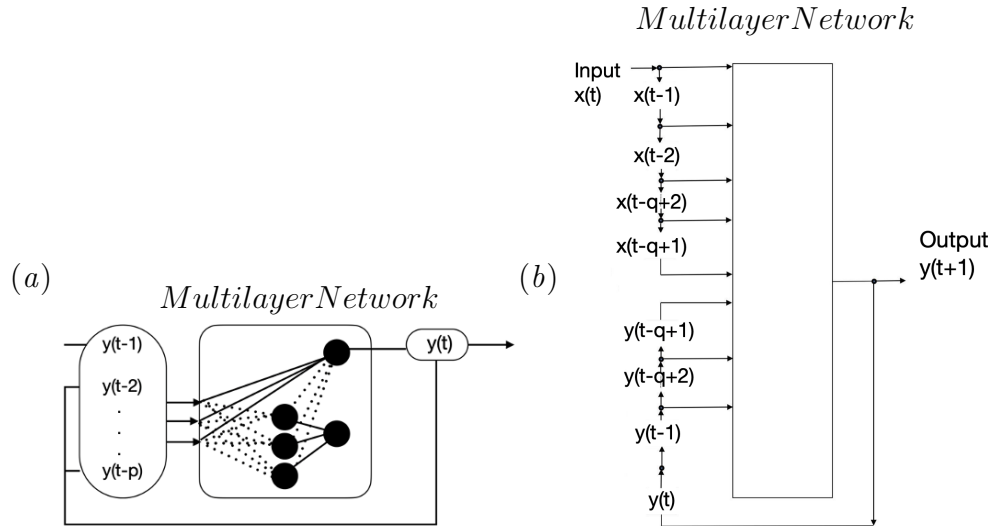 (a)
MultilayerNetwork
y(t-1)
y(t-2)
.
.
.
y(t-p)
y(t)
(b)
MultilayerNetwork
Input
x(t)
x(t-1)
x(t-2)
x(t-q+2)
x(t-q+1)
y(t-q+1)
y(t-q+2)
y(t-1)
y(t)
Output
y(t+1)